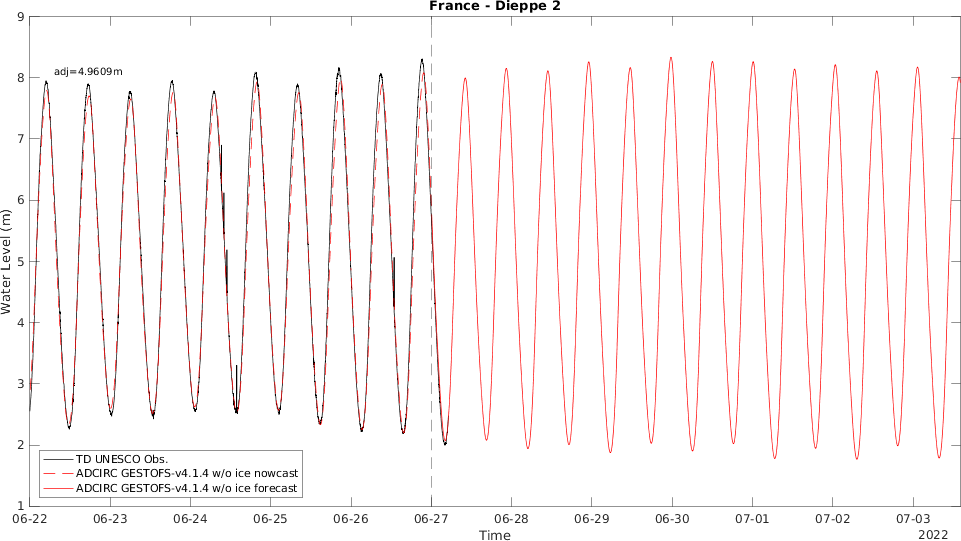 France - Dieppe 2
9
8
7
6
5
4
3
2
1
Water Level (m)
adj=4.9609m
TD UNESCO Obs.
ADCIRC GESTOFS-v4.1.4 w/o ice nowcast
ADCIRC GESTOFS-v4.1.4 w/o ice forecast
06-22 06-23 06-24 06-25 06-26 06-27 06-28 06-29 06-30 07-01 07-02 07-03
Time
2022